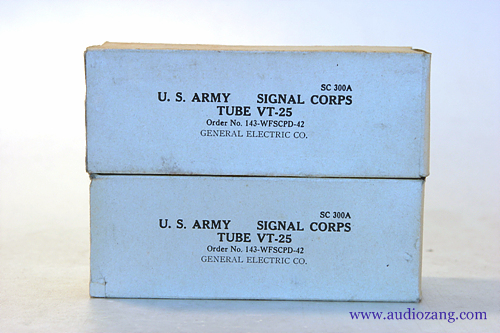 SC 300A
U. S. ARMY SIGNAL CORPS
TUBE VT-25
Order No. 143-WFSCPD-42
GENERAL ELECTRIC CO.
SC 300A
U. S. ARMY SIGNAL CORPS
TUBE VT-25
Order No. 143-WFSCPD-42
GENERAL ELECTRIC CO.
www.audiozang.com